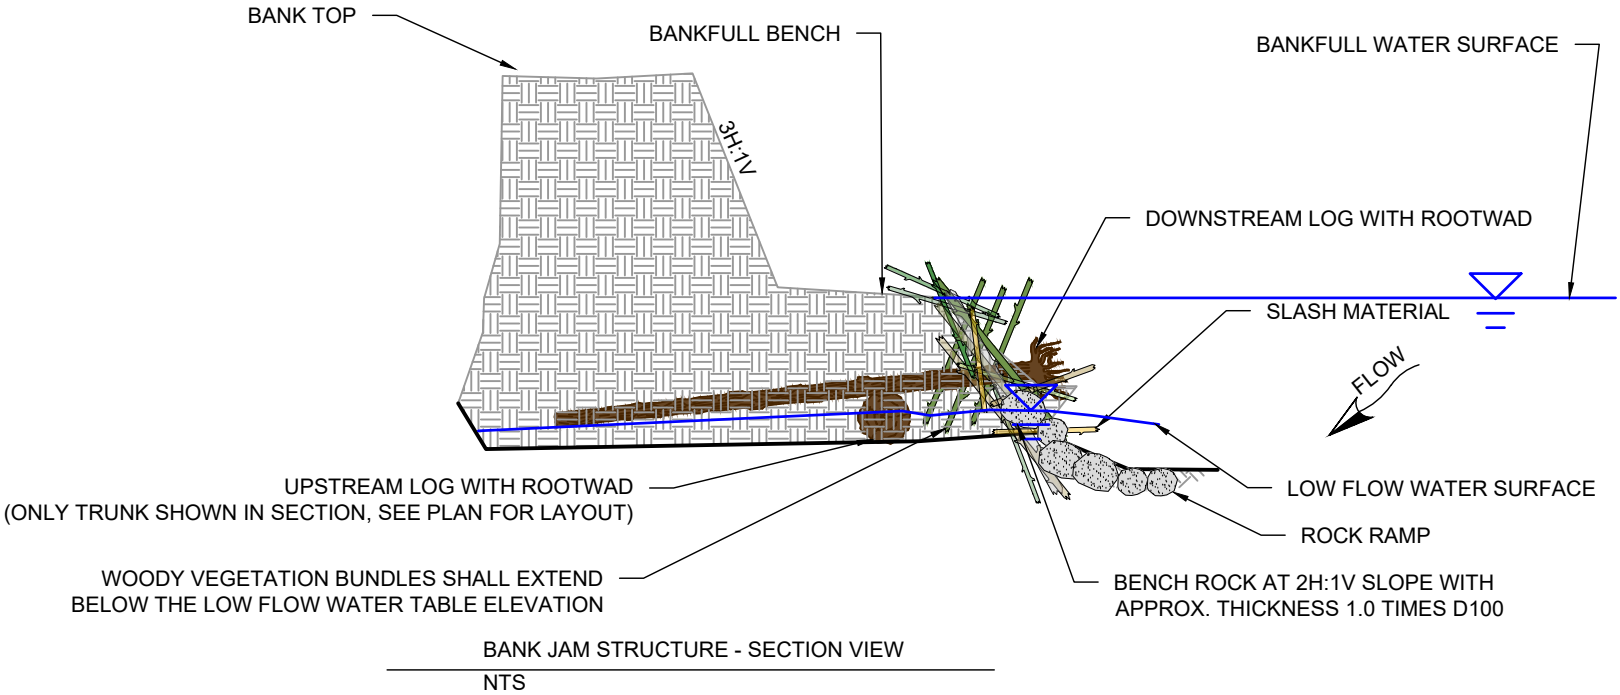 BANK TOP
BANKFULL BENCH
BANKFULL WATER SURFACE
3H:1V
DOWNSTREAM LOG WITH ROOTWAD
SLASH MATERIAL
FLOW
UPSTREAM LOG WITH ROOTWAD
(ONLY TRUNK SHOWN IN SECTION, SEE PLAN FOR LAYOUT)
LOW FLOW WATER SURFACE
ROCK RAMP
WOODY VEGETATION BUNDLES SHALL EXTEND
BELOW THE LOW FLOW WATER TABLE ELEVATION
BENCH ROCK AT 2H:1V SLOPE WITH
APPROX. THICKNESS 1.0 TIMES D100
BANK JAM STRUCTURE - SECTION VIEW
NTS